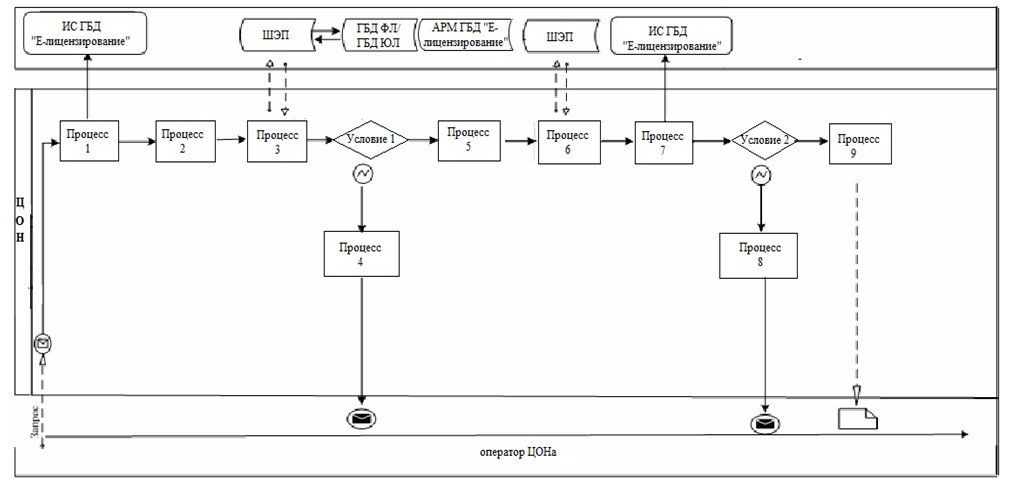 ИС ГБД
"Е-лицензирование"
ШЭП
ГБД ФЛ/
ГБД ЮЛ
АРМ ГБД "Е-
лицензирование"
ШЭП
ИС ГБД
"Е-лицензирование"
Процесс
1
Процесс
2
Процесс
3
Условие 1
Процесс
5
Процесс
6
Процесс
7
Условие 2
Процесс
9
Ц
О
Н
Процесс
4
Процесс
8
Запрос
оператор ЦОНа